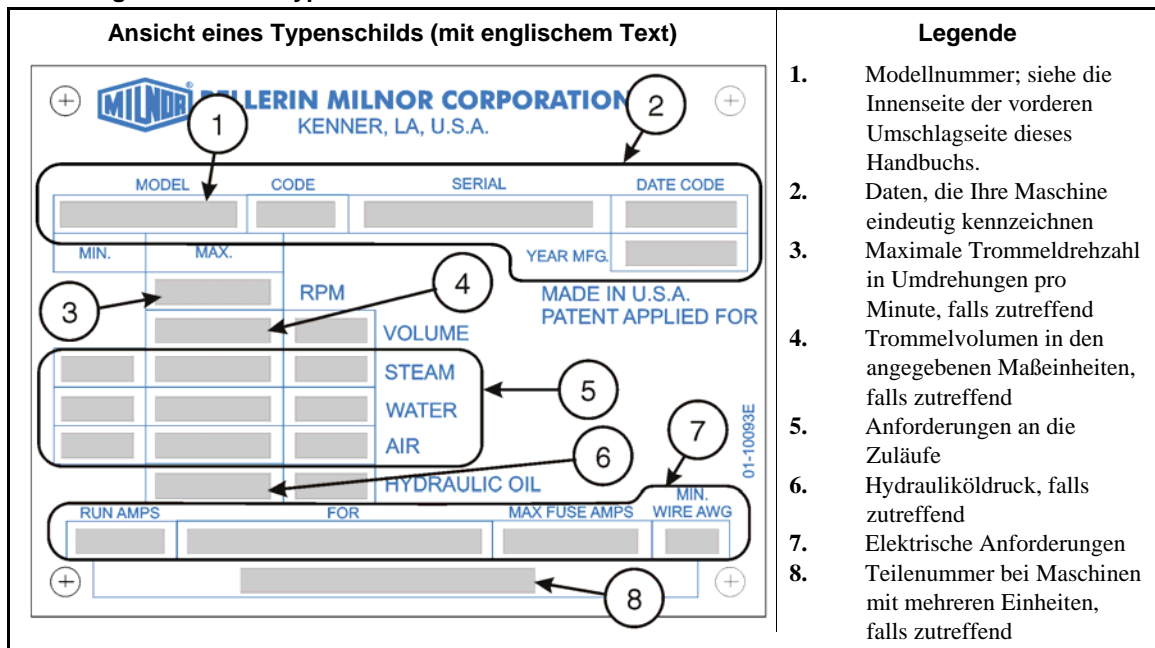 Ansicht eines Typenschilds (mit englischem Text)
MILNOR®
PELLERIN MILNOR CORPORATION
KENNER, LA, U.S.A.
1
2
MODEL CODE SERIAL DATE CODE
MIN. MAX.
YEAR MFG.
3
RPM
4
MADE IN U.S.A.
PATENT APPLIED FOR
VOLUME
STEAM
5
WATER
AIR
6
7
01-10093E
HYDRAULIC OIL
RUN AMPS FOR MAX FUSE AMPS MIN.
WIRE AWG
8
Legende
1. Modellnummer; siehe die
Innenseite der vorderen
Umschlagseite dieses
Handbuchs.
2. Daten, die Ihre Maschine
eindeutig kennzeichnen
3. Maximale Trommeldrehzahl
in Umdrehungen pro
Minute, falls zutreffend
4. Trommelvolumen in den
angegebenen Maßeinheiten,
falls zutreffend
5. Anforderungen an die
Zuläufe
6. Hydrauliköldruck, falls
zutreffend
7. Elektrische Anforderungen
8. Teilenummer bei Maschinen
mit mehreren Einheiten,
falls zutreffend